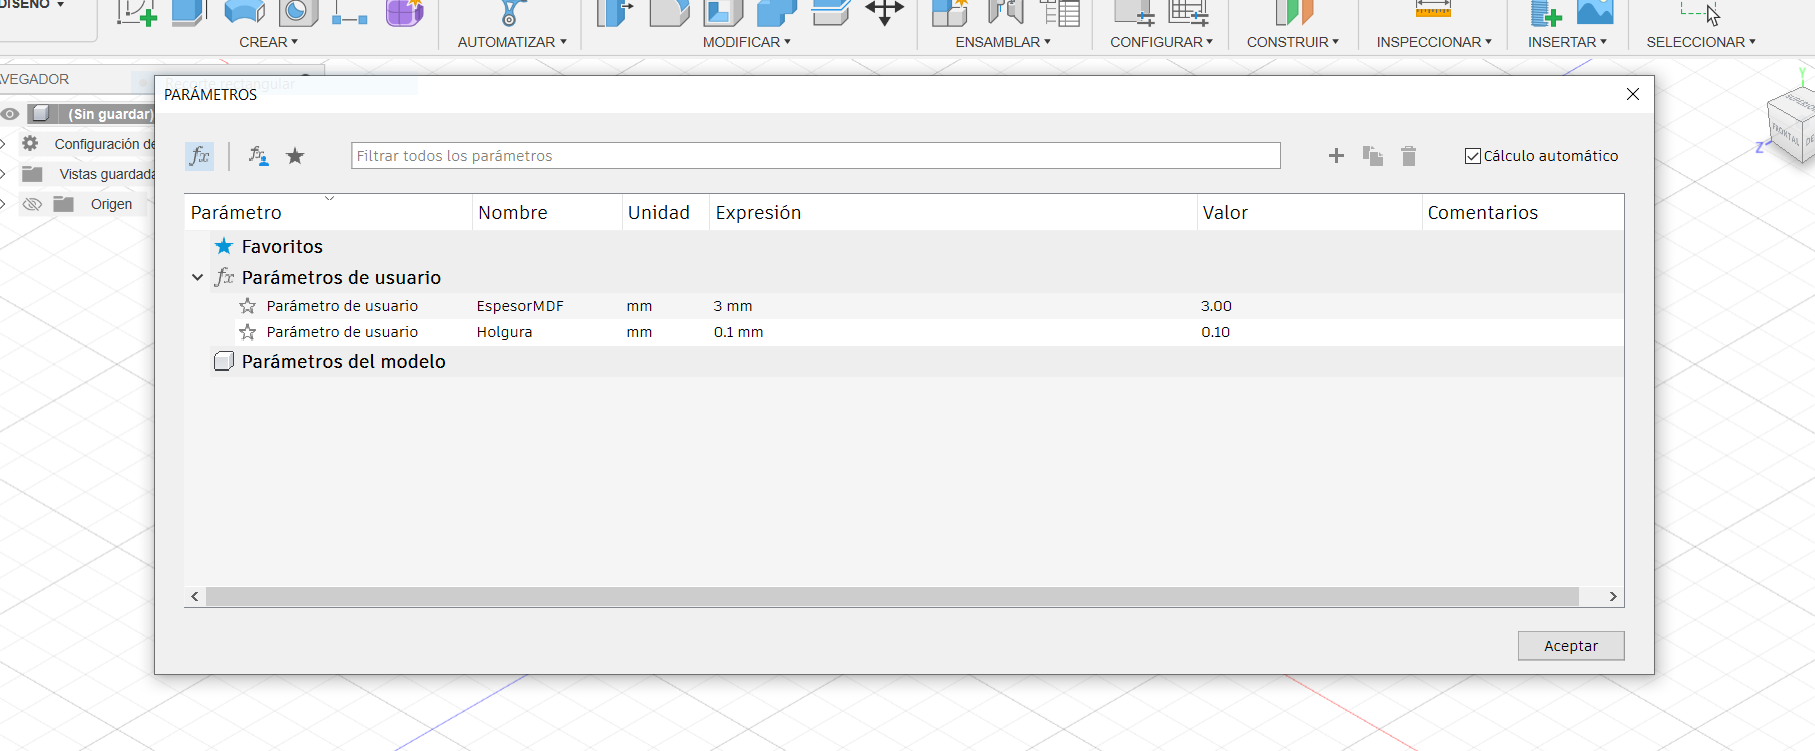 DISEÑO
CREAR
AUTOMATIZAR
MODIFICAR
ENSAMBLAR
CONFIGURAR
CONSTRUIR
INSPECCIONAR
INSERTAR
SELECCIONAR
VEGADOR
(Sin guardar)
Configuración de
Vistas guardada
Origen
PARÁMETROS
fx
Filtrar todos los parámetros
Cálculo automático
Parámetro Nombre Unidad Expresión Valor Comentarios
Favoritos
fx Parámetros de usuario
Parámetro de usuario EspesorMDF mm 3 mm 3.00
Parámetro de usuario Holgura mm 0.1 mm 0.10
Parámetros del modelo
Aceptar
Y
FRONTAL
Z